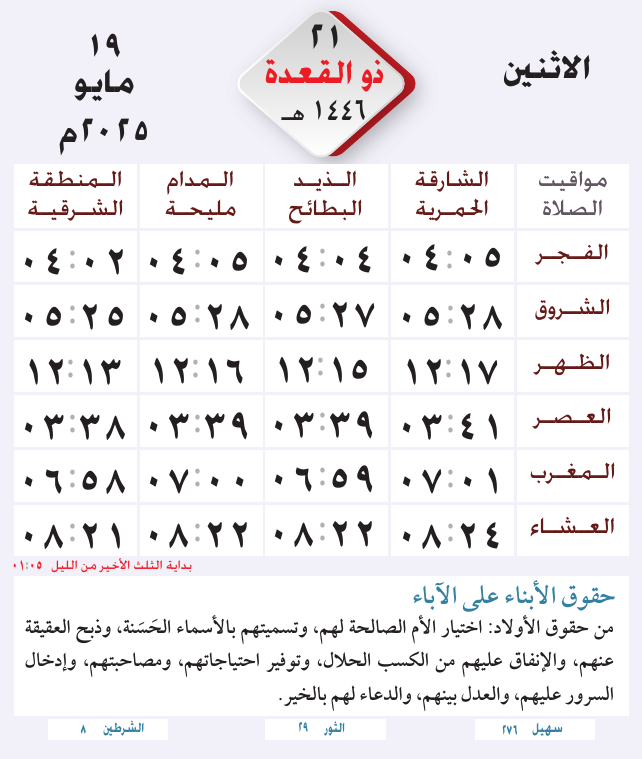 الاثنين
٢١
ذو القعدة
١٤٤٦ هـ
١٩
مايو
٢٠٢٥م
مواقيت الصلاة
الشارقة الحمرية
الذيد البطائح
المدام مليحة
المنطقة الشرقية
الفجر ٠٤:٠٥ ٠٤:٠٤ ٠٤:٠٥ ٠٤:٠٢
الشروق ٠٥:٢٨ ٠٥:٢٧ ٠٥:٢٨ ٠٥:٢٥
الظهر ١٢:١٧ ١٢:١٥ ١٢:١٦ ١٢:١٣
العصر ٠٣:٤١ ٠٣:٣٩ ٠٣:٣٩ ٠٣:٣٨
المغرب ٠٧:٠١ ٠٦:٥٩ ٠٧:٠٠ ٠٦:٥٨
العشاء ٠٨:٢٤ ٠٨:٢٢ ٠٨:٢٢ ٠٨:٢١
بداية الثلث الأخير من الليل ٠١:٠٥
حقوق الأبناء على الآباء
من حقوق الأولاد: اختيار الأم الصالحة لهم، وتسميتهم بالأسماء الحَسَنة، وذبح العقيقة
عنهم، والإنفاق عليهم من الكسب الحلال، وتوفير احتياجاتهم، ومصاحبتهم، وإدخال
السرور عليهم، والعدل بينهم، والدعاء لهم بالخير.
سهيل ٢٧٦
الثور ٢٩
الشرطين ٨